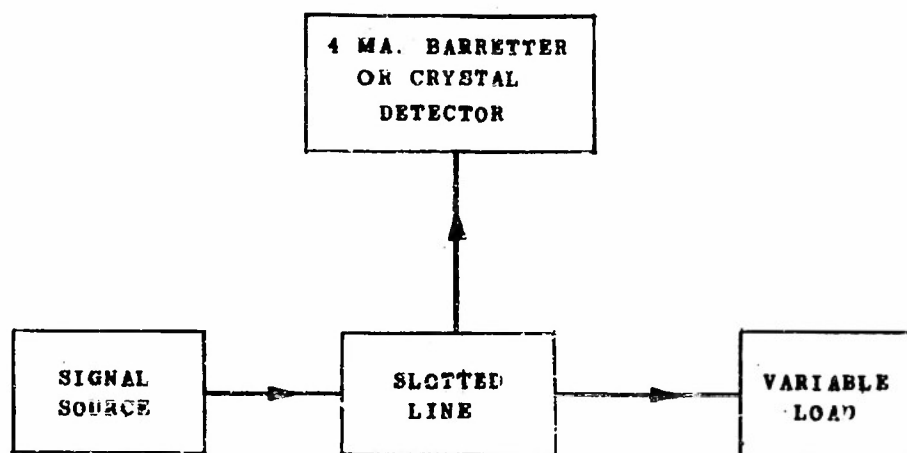 4 MA. BARRETTER
OR CRYSTAL
DETECTOR
SIGNAL
SOURCE
SLOTTED
LINE
VARIABLE
LOAD